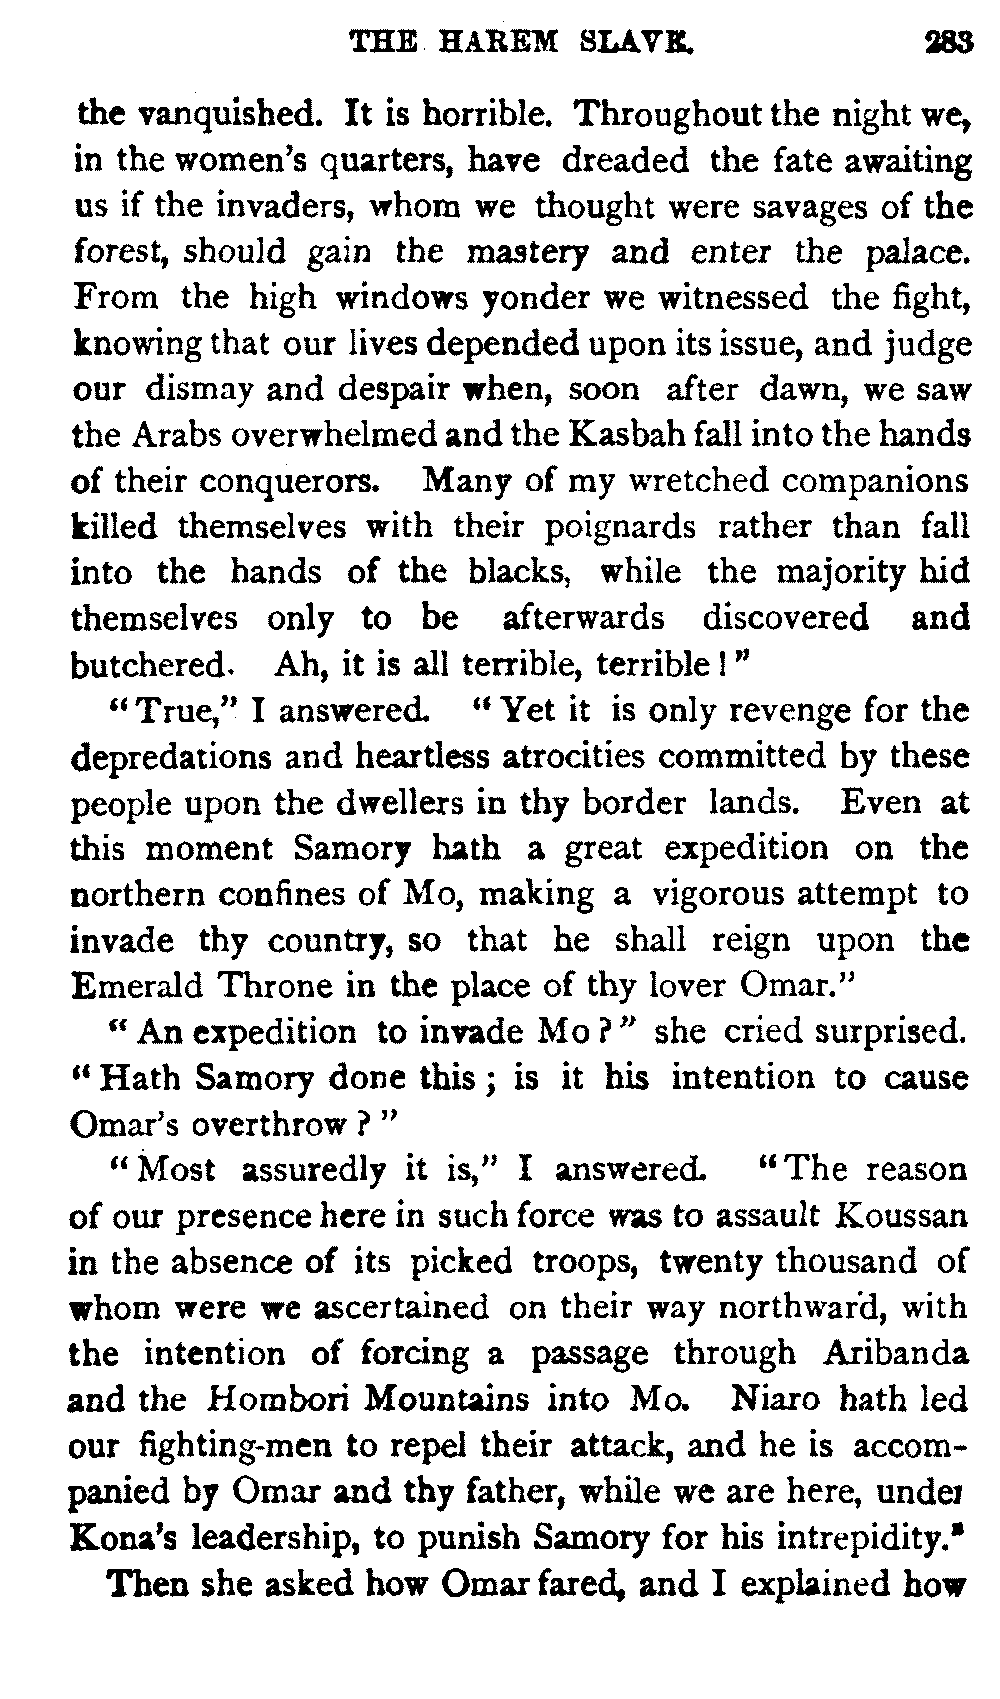 THE HAREM SLAVE. 283
the vanquished. It is horrible. Throughout the night we,
in the women's quarters, have dreaded the fate awaiting
us if the invaders, whom we thought were savages of the
forest, should gain the mastery and enter the palace.
From the high windows yonder we witnessed the fight,
knowing that our lives depended upon its issue, and judge
our dismay and despair when, soon after dawn, we saw
the Arabs overwhelmed and the Kasbah fall into the hands
of their conquerors. Many of my wretched companions
killed themselves with their poignards rather than fall
into the hands of the blacks, while the majority hid
themselves only to be afterwards discovered and
butchered. Ah, it is all terrible, terrible!"
"True," I answered. "Yet it is only revenge for the
depredations and heartless atrocities committed by these
people upon the dwellers in thy border lands. Even at
this moment Samory hath a great expedition on the
northern confines of Mo, making a vigorous attempt to
invade thy country, so that he shall reign upon the
Emerald Throne in the place of thy lover Omar."
"An expedition to invade Mo?" she cried surprised.
"Hath Samory done this; is it his intention to cause
Omar's overthrow?"
"Most assuredly it is," I answered. "The reason
of our presence here in such force was to assault Koussan
in the absence of its picked troops, twenty thousand of
whom were we ascertained on their way northward, with
the intention of forcing a passage through Aribanda
and the Hombori Mountains into Mo. Niaro hath led
our fighting-men to repel their attack, and he is accom-
panied by Omar and thy father, while we are here, under
Kona's leadership, to punish Samory for his intrepidity."
Then she asked how Omar fared, and I explained how